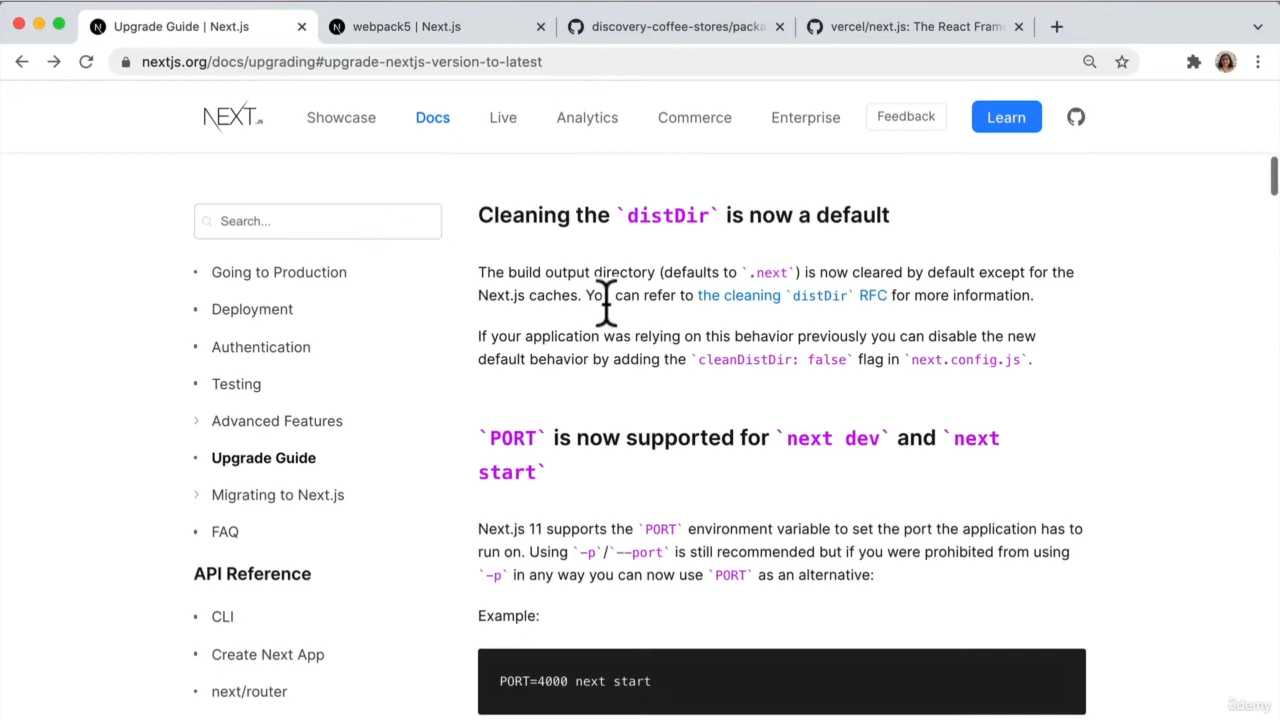 Upgrade Guide | Next.js
webpack5 | Next.js
discovery-coffee-stores/packa
vercel/next.js: The React Fram
nextjs.org/docs/upgrading#upgrade-nextjs-version-to-latest
NEXT.JS
Showcase
Docs
Live
Analytics
Commerce
Enterprise
Feedback
Learn
Search...
Going to Production
Deployment
Authentication
Testing
Advanced Features
Upgrade Guide
Migrating to Next.js
FAQ
API Reference
CLI
Create Next App
next/router
Cleaning the `distDir` is now a default
The build output directory (defaults to `.next`) is now cleared by default except for the
Next.js caches. You can refer to the cleaning `distDir` RFC for more information.
If your application was relying on this behavior previously you can disable the new
default behavior by adding the `cleanDistDir: false` flag in `next.config.js`.
`PORT` is now supported for `next dev` and `next
start`
Next.js 11 supports the `PORT` environment variable to set the port the application has to
run on. Using `-p`/`--port` is still recommended but if you were prohibited from using
`-p` in any way you can now use `PORT` as an alternative:
Example:
PORT=4000 next start
ûdemy